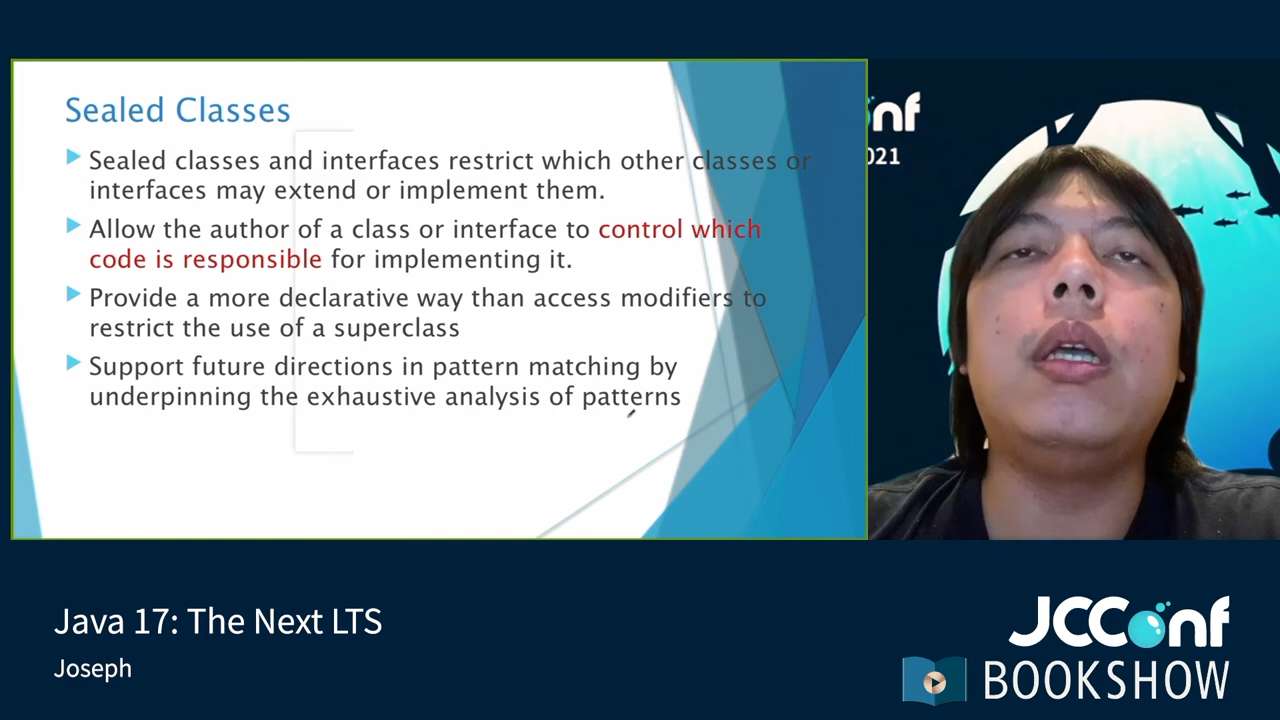 Sealed Classes
Sealed classes and interfaces restrict which other classes or
interfaces may extend or implement them.
Allow the author of a class or interface to control which
code is responsible for implementing it.
Provide a more declarative way than access modifiers to
restrict the use of a superclass
Support future directions in pattern matching by
underpinning the exhaustive analysis of patterns
nf
021
Java 17: The Next LTS
Joseph
JCConf
BOOKSHOW